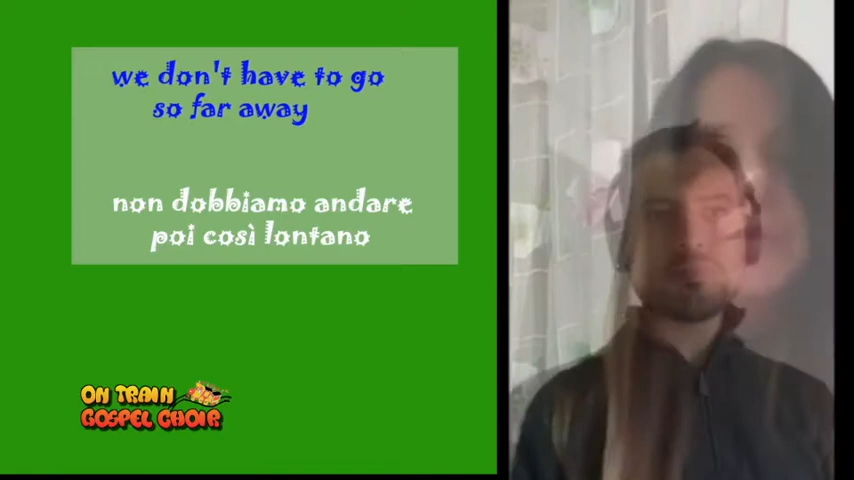 we don't have to go
so far away
non dobbiamo andare
poi così lontano
ON TRAIN
GOSPEL CHOIR